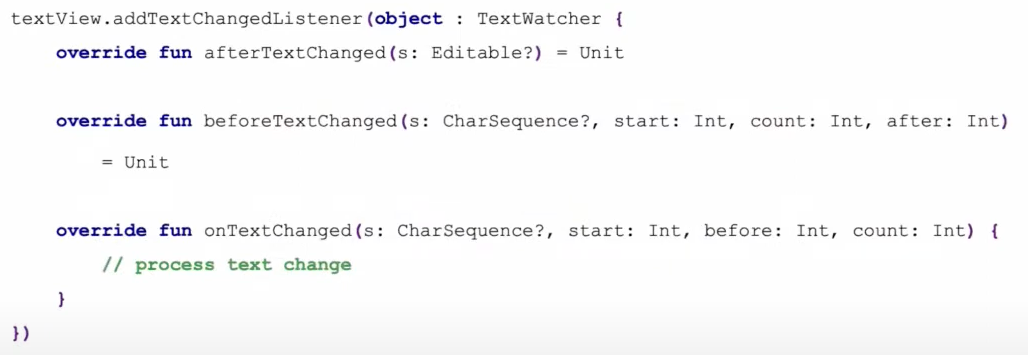 textView.addTextChangedListener(object : TextWatcher {
    override fun afterTextChanged(s: Editable?) = Unit
    override fun beforeTextChanged(s: CharSequence?, start: Int, count: Int, after: Int)
        = Unit
    override fun onTextChanged(s: CharSequence?, start: Int, before: Int, count: Int) {
        // process text change
    }
})